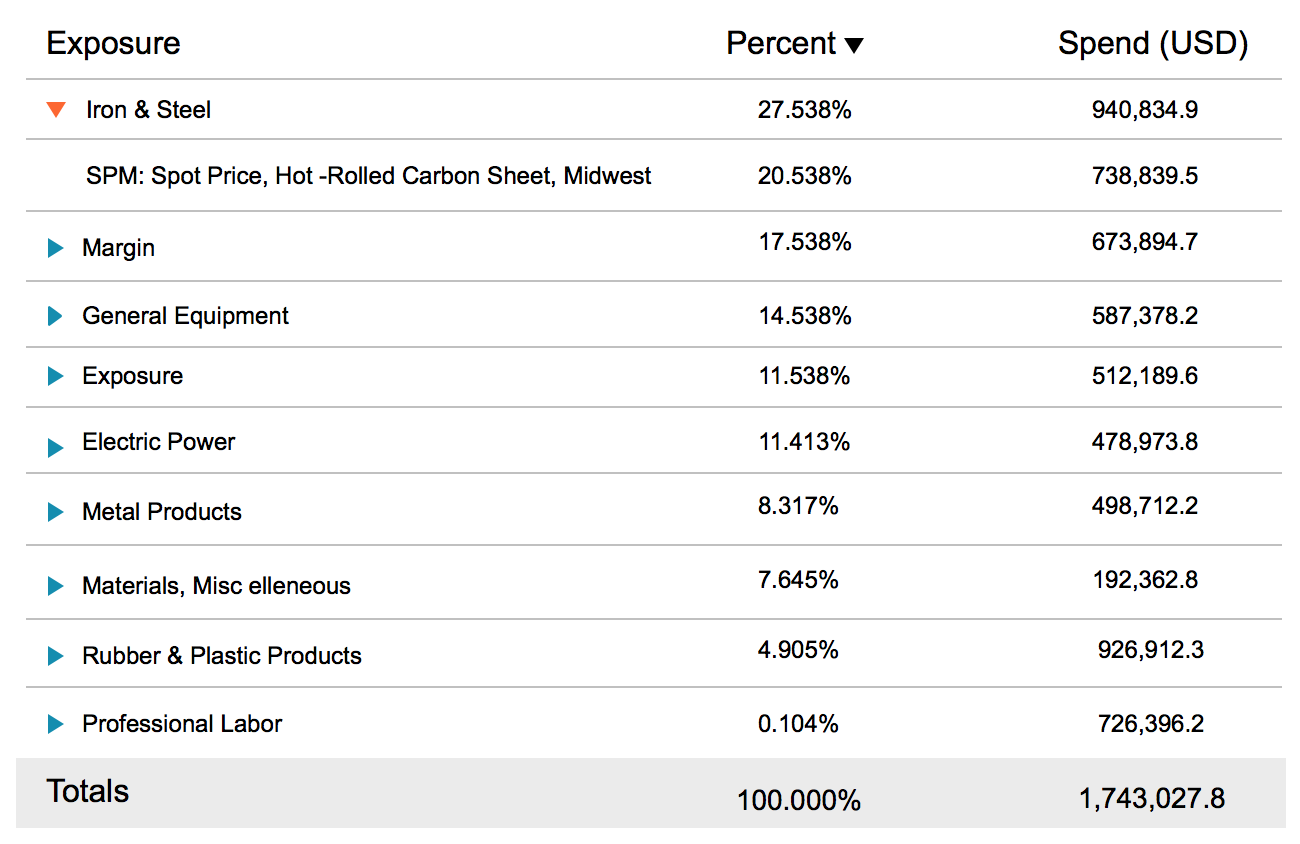 Exposure Percent Spend (USD)
Iron & Steel 27.538% 940,834.9
SPM: Spot Price, Hot -Rolled Carbon Sheet, Midwest 20.538% 738,839.5
Margin 17.538% 673,894.7
General Equipment 14.538% 587,378.2
Exposure 11.538% 512,189.6
Electric Power 11.413% 478,973.8
Metal Products 8.317% 498,712.2
Materials, Misc elleneous 7.645% 192,362.8
Rubber & Plastic Products 4.905% 926,912.3
Professional Labor 0.104% 726,396.2
Totals 100.000% 1,743,027.8